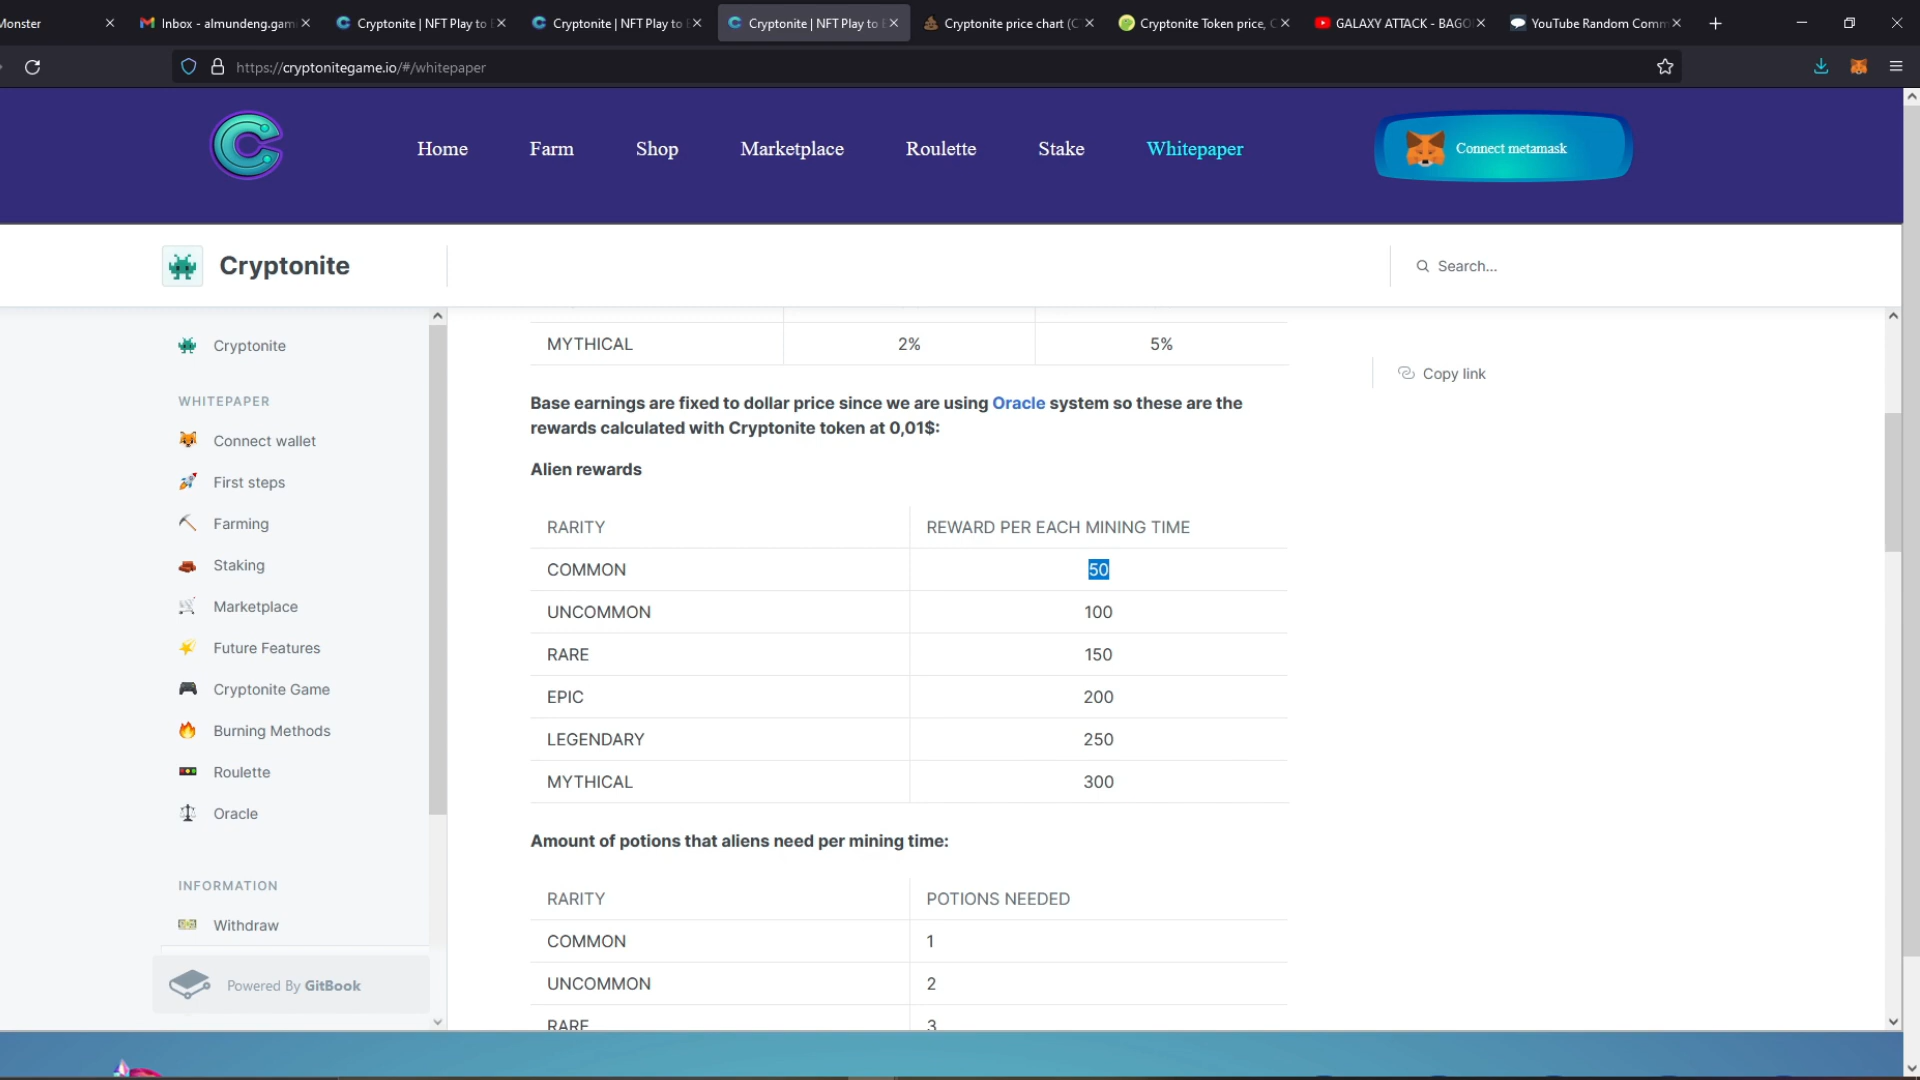 Monster
Inbox - almundeng.gam
Cryptonite | NFT Play to E
Cryptonite | NFT Play to E
Cryptonite | NFT Play to E
Cryptonite price chart (C
Cryptonite Token price, C
GALAXY ATTACK - BAGO
YouTube Random Comm
https://cryptonitegame.io/#/whitepaper
Home
Farm
Shop
Marketplace
Roulette
Stake
Whitepaper
Connect metamask
Cryptonite
Search...
Cryptonite
WHITEPAPER
Connect wallet
First steps
Farming
Staking
Marketplace
Future Features
Cryptonite Game
Burning Methods
Roulette
Oracle
INFORMATION
Withdraw
Powered By GitBook
MYTHICAL 2% 5%
Copy link
Base earnings are fixed to dollar price since we are using Oracle system so these are the
rewards calculated with Cryptonite token at 0,01$:
Alien rewards
RARITY REWARD PER EACH MINING TIME
COMMON 50
UNCOMMON 100
RARE 150
EPIC 200
LEGENDARY 250
MYTHICAL 300
Amount of potions that aliens need per mining time:
RARITY POTIONS NEEDED
COMMON 1
UNCOMMON 2
RARE 3